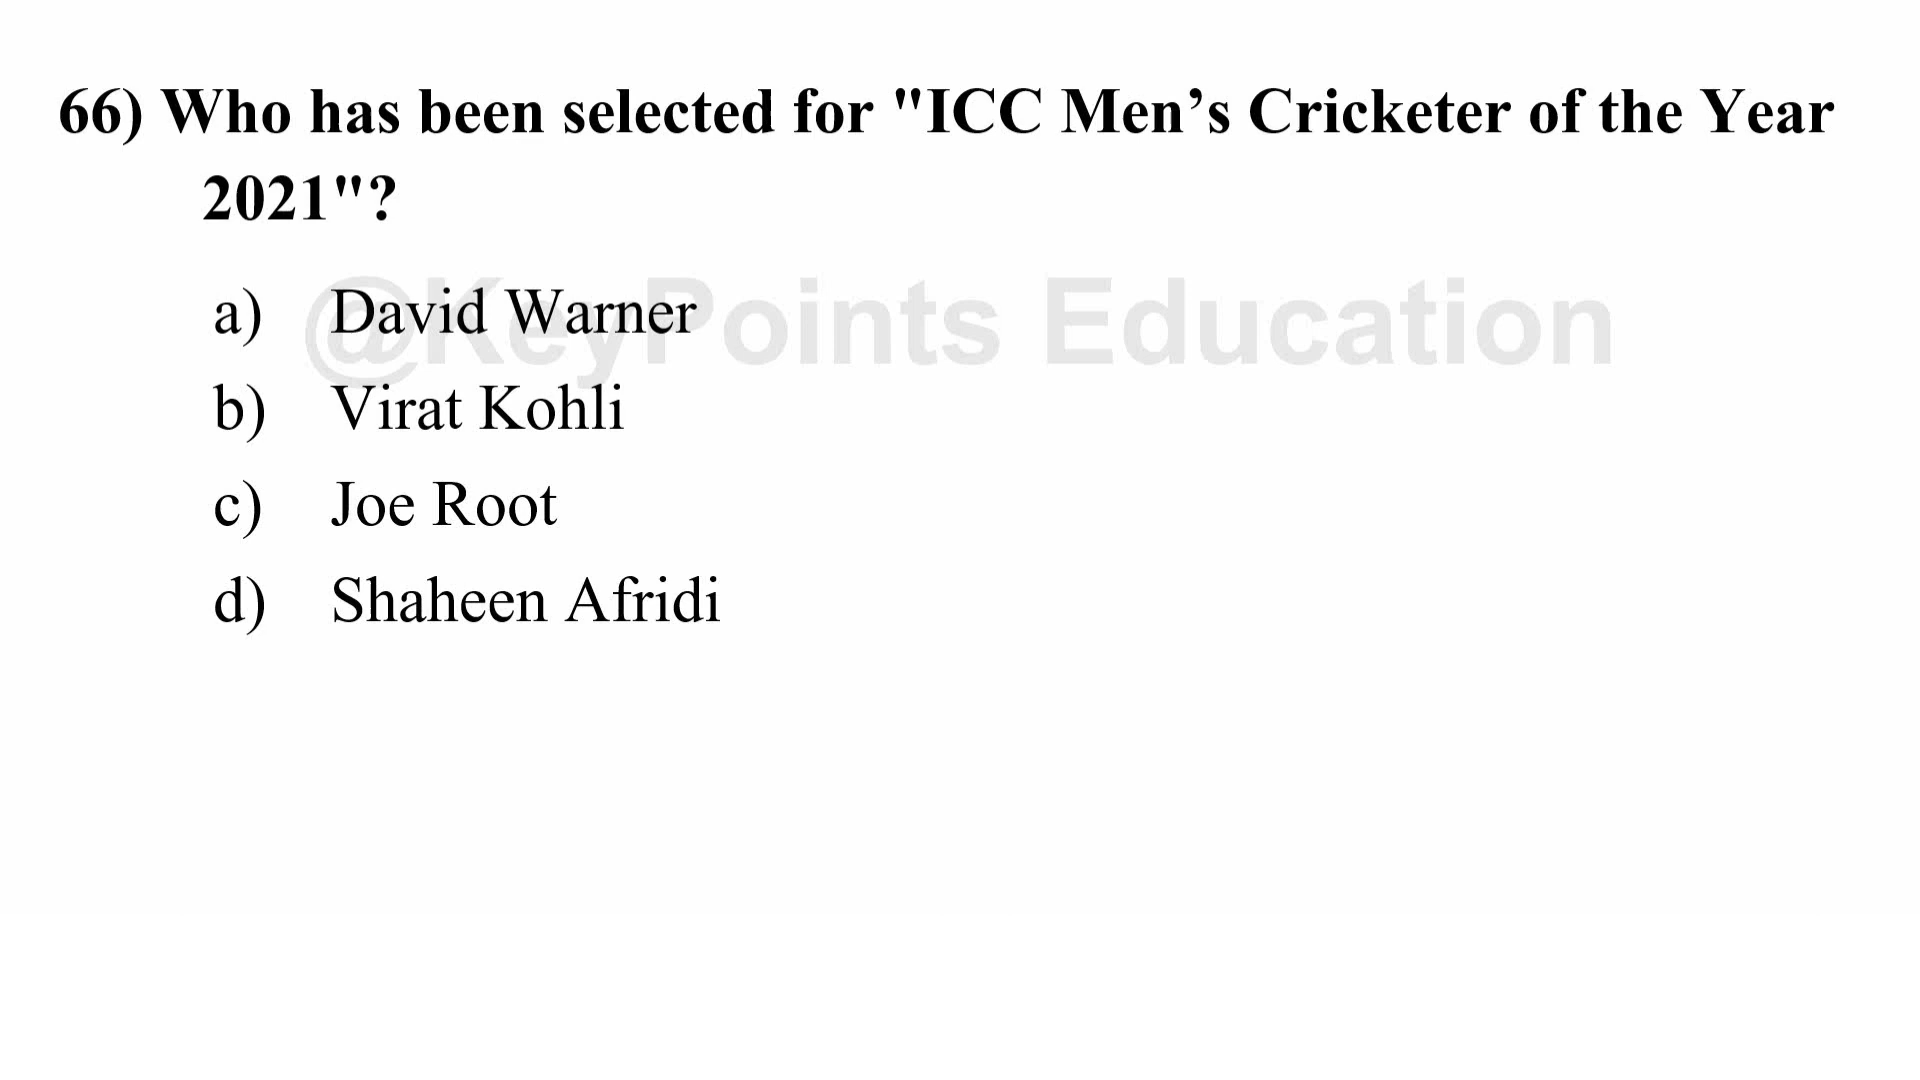 66) Who has been selected for "ICC Men’s Cricketer of the Year
2021"?
@KeyPoints Education
a) David Warner
b) Virat Kohli
c) Joe Root
d) Shaheen Afridi